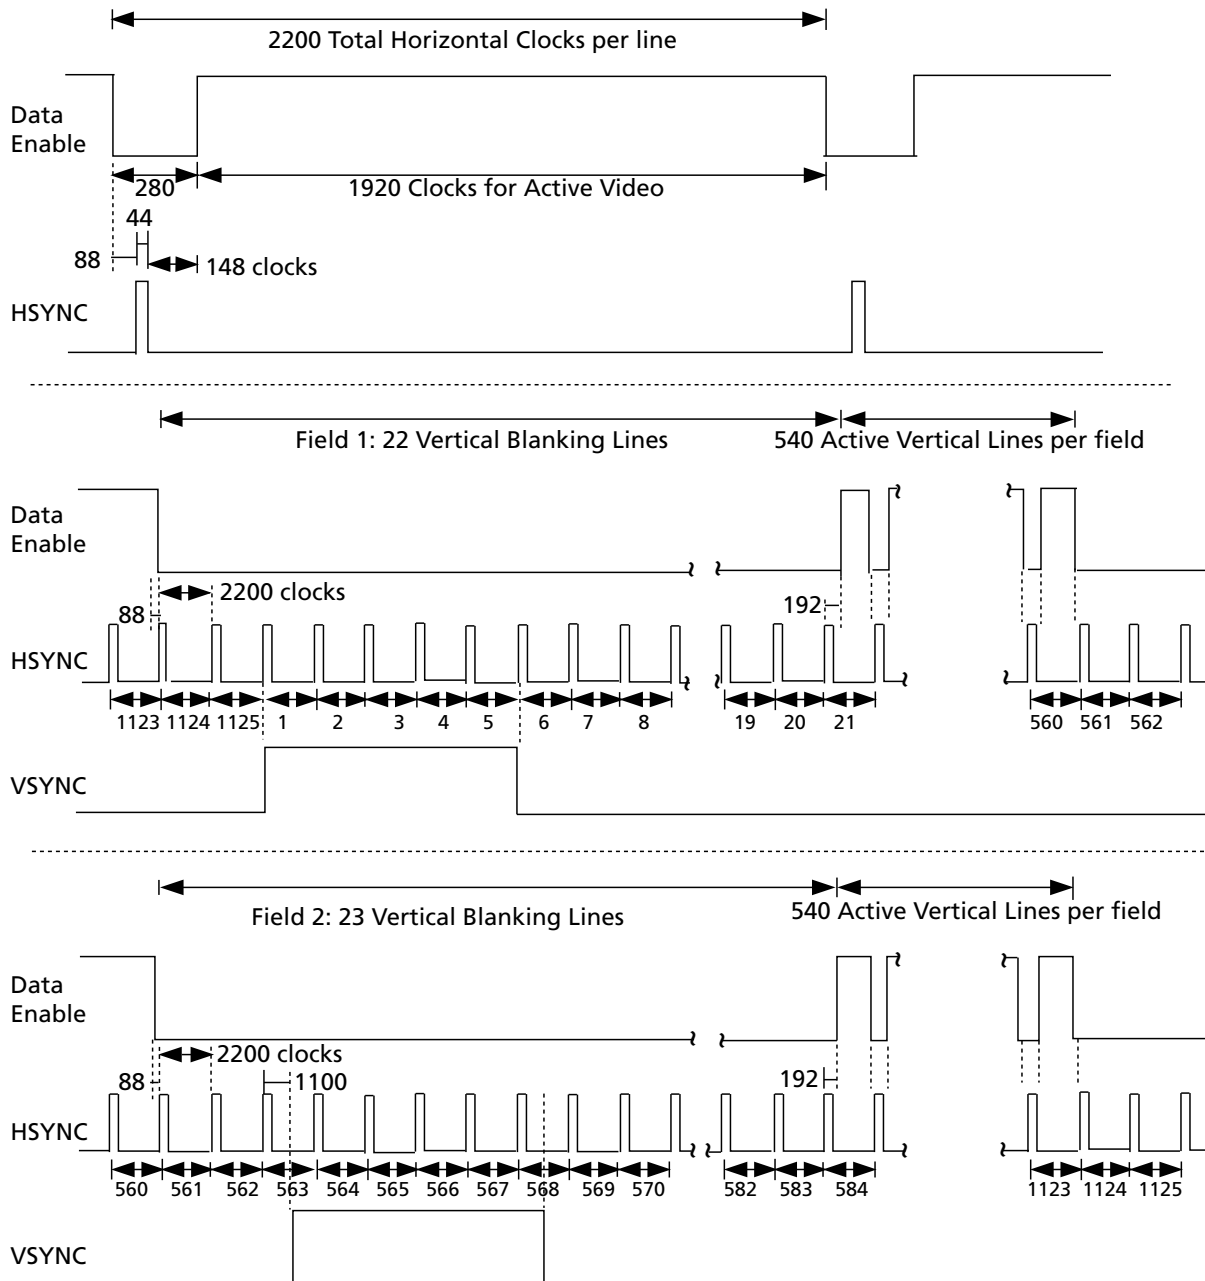 2200 Total Horizontal Clocks per line
Data
Enable
280
1920 Clocks for Active Video
44
88
148 clocks
HSYNC
Field 1: 22 Vertical Blanking Lines
540 Active Vertical Lines per field
Data
Enable
2200 clocks
88
192
HSYNC
1123 1124 1125 1 2 3 4 5 6 7 8 19 20 21 560 561 562
VSYNC
Field 2: 23 Vertical Blanking Lines
540 Active Vertical Lines per field
Data
Enable
2200 clocks
88
1100
192
HSYNC
560 561 562 563 564 565 566 567 568 569 570 582 583 584 1123 1124 1125
VSYNC